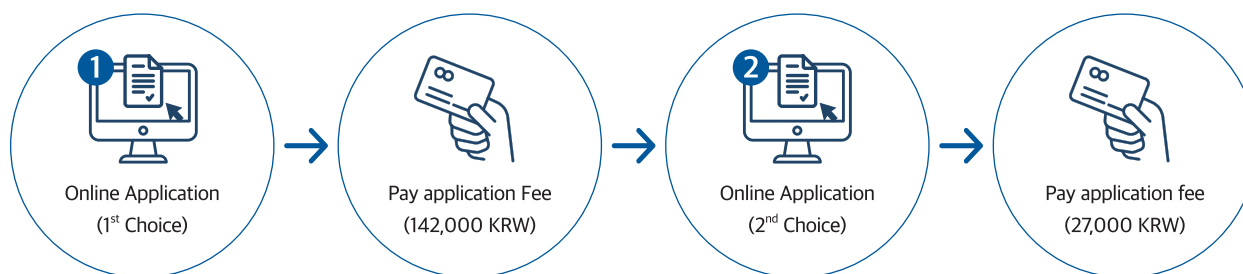 1
Online Application
(1st Choice)
Pay application Fee
(142,000 KRW)
2
Online Application
(2nd Choice)
Pay application fee
(27,000 KRW)